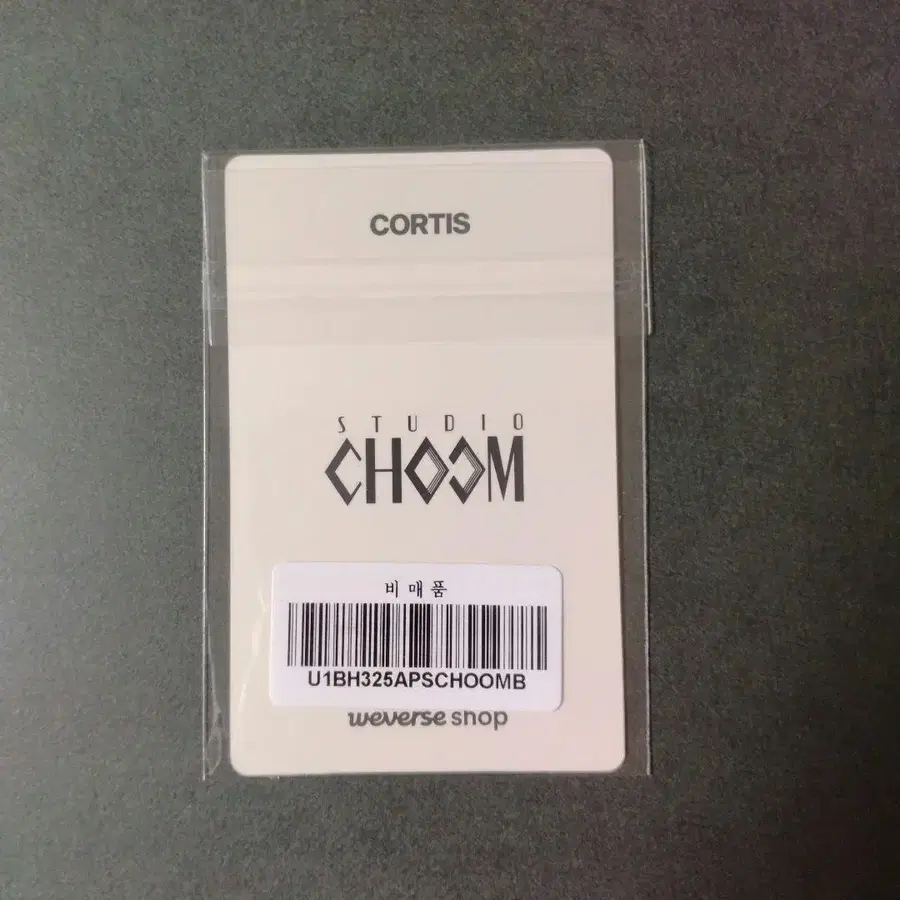 CORTIS
STUDIO
CHOOM
비매품
U1BH325APSCHOOMB
weverse shop